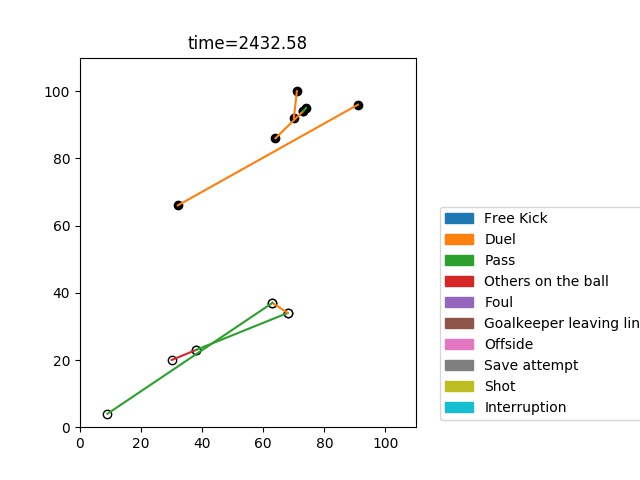 time=2432.58
100
80
60
40
20
0
0 20 40 60 80 100
Free Kick
Duel
Pass
Others on the ball
Foul
Goalkeeper leaving lin
Offside
Save attempt
Shot
Interruption